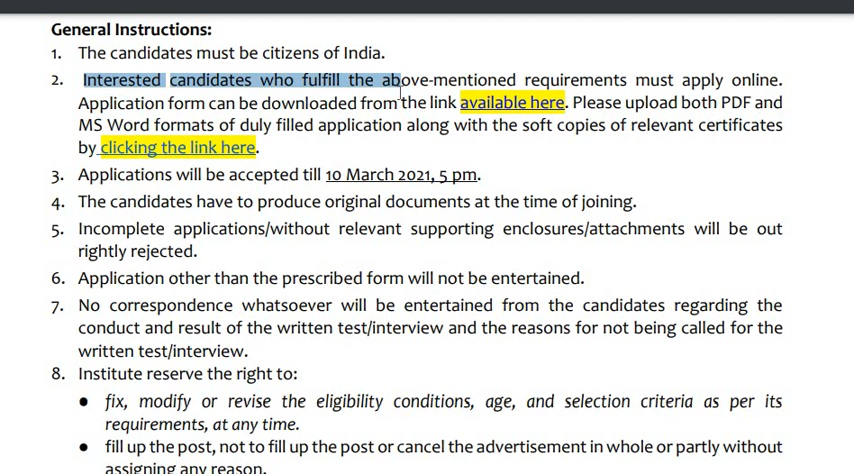 General Instructions:
1. The candidates must be citizens of India.
2. Interested candidates who fulfill the above-mentioned requirements must apply online.
Application form can be downloaded from the link available here. Please upload both PDF and
MS Word formats of duly filled application along with the soft copies of relevant certificates
by clicking the link here.
3. Applications will be accepted till 10 March 2021, 5 pm.
4. The candidates have to produce original documents at the time of joining.
5. Incomplete applications/without relevant supporting enclosures/attachments will be out
rightly rejected.
6. Application other than the prescribed form will not be entertained.
7. No correspondence whatsoever will be entertained from the candidates regarding the
conduct and result of the written test/interview and the reasons for not being called for the
written test/interview.
8. Institute reserve the right to:
● fix, modify or revise the eligibility conditions, age, and selection criteria as per its
requirements, at any time.
● fill up the post, not to fill up the post or cancel the advertisement in whole or partly without
assigning any reason.